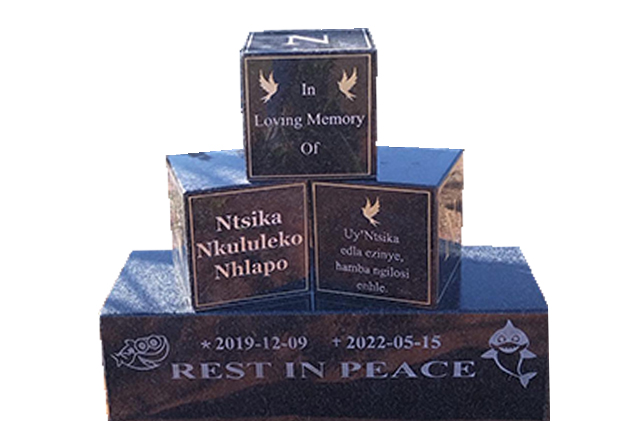 N
In
Loving Memory
Of
Ntsika
Nkululeko
Nhlapo
Uy'Ntsika
edla ezinye,
hamba ngilosi
enhle.
*2019-12-09 †2022-05-15
REST IN PEACE